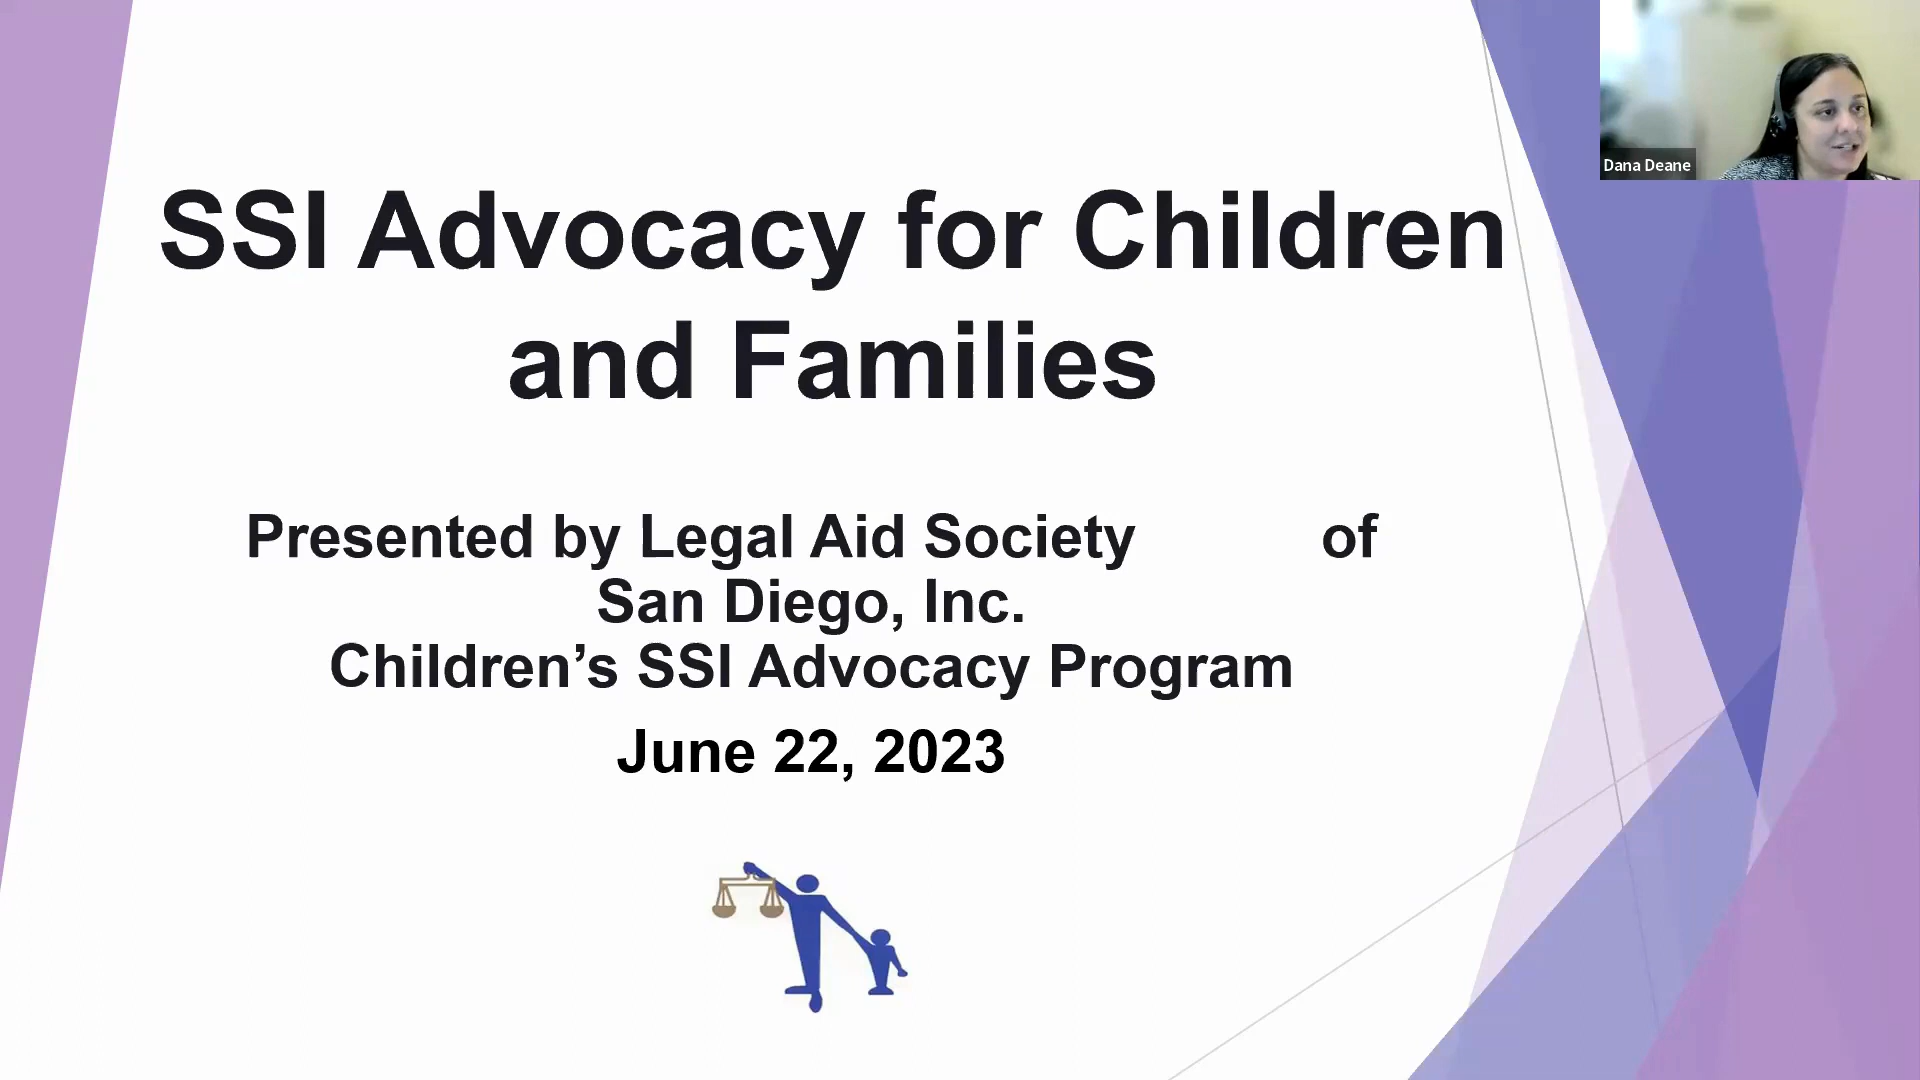 SSI Advocacy for Children
and Families
Presented by Legal Aid Society of
San Diego, Inc.
Children’s SSI Advocacy Program
June 22, 2023
Dana Deane